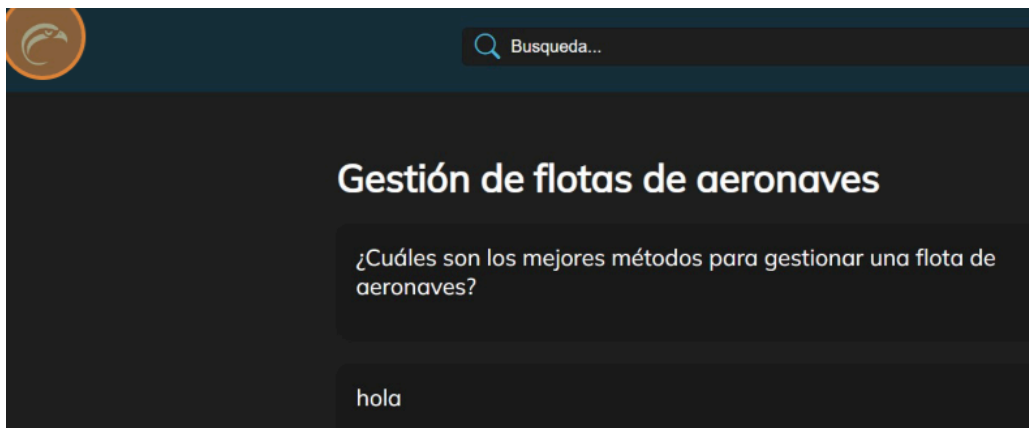 Busqueda...
Gestión de flotas de aeronaves
¿Cuáles son los mejores métodos para gestionar una flota de
aeronaves?
hola